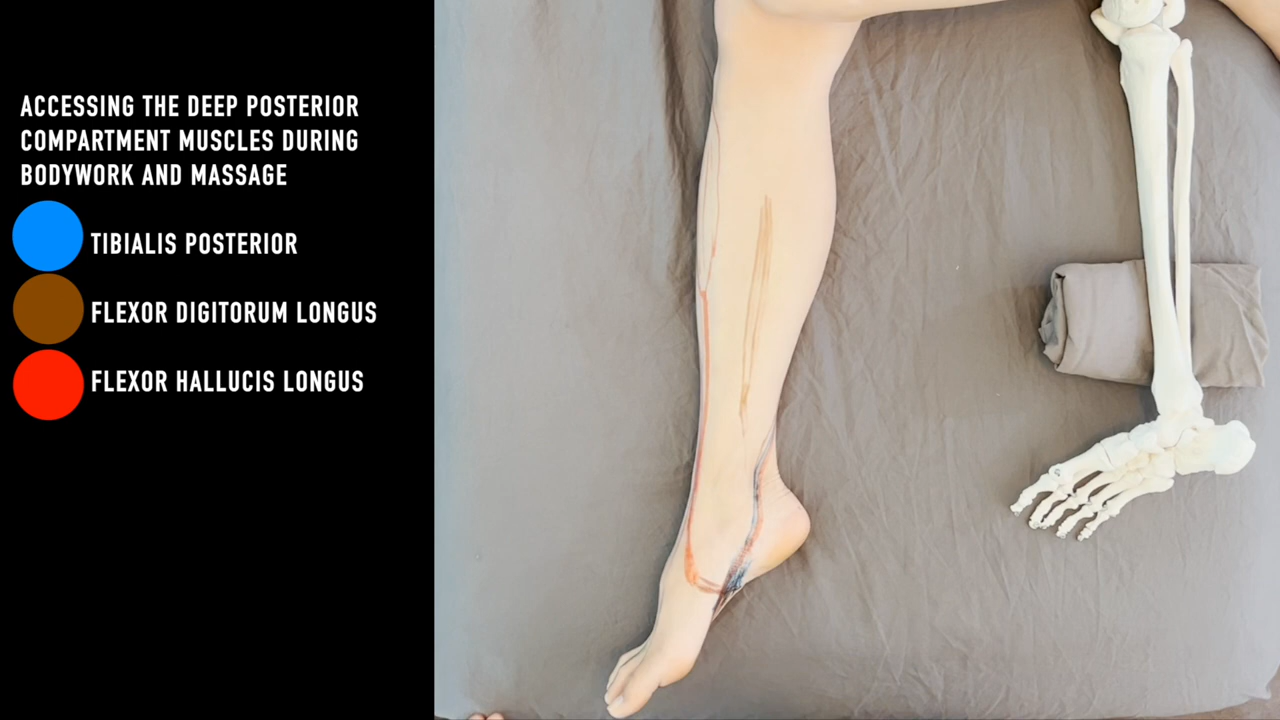 ACCESSING THE DEEP POSTERIOR
COMPARTMENT MUSCLES DURING
BODYWORK AND MASSAGE
TIBIALIS POSTERIOR
FLEXOR DIGITORUM LONGUS
FLEXOR HALLUCIS LONGUS